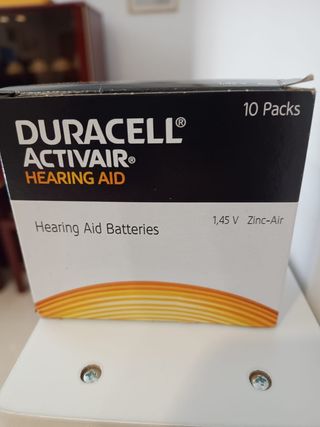 10 Packs
DURACELL®
ACTIVAIR®
HEARING AID
Hearing Aid Batteries
1,45 V Zinc-Air